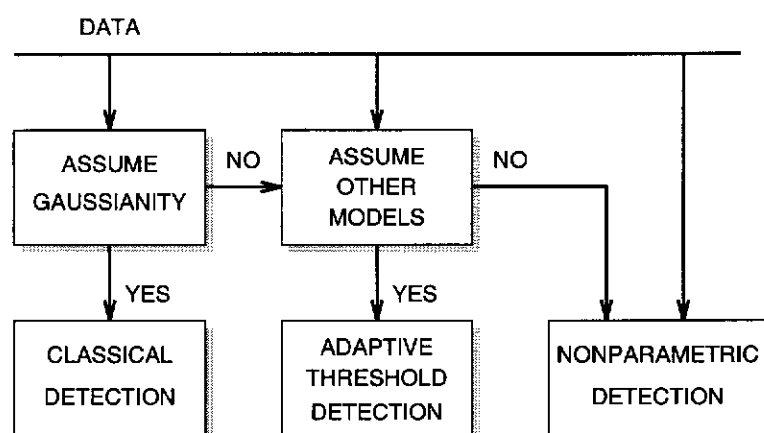 DATA
ASSUME
GAUSSIANITY
NO
ASSUME
OTHER
MODELS
NO
YES
YES
CLASSICAL
DETECTION
ADAPTIVE
THRESHOLD
DETECTION
NONPARAMETRIC
DETECTION